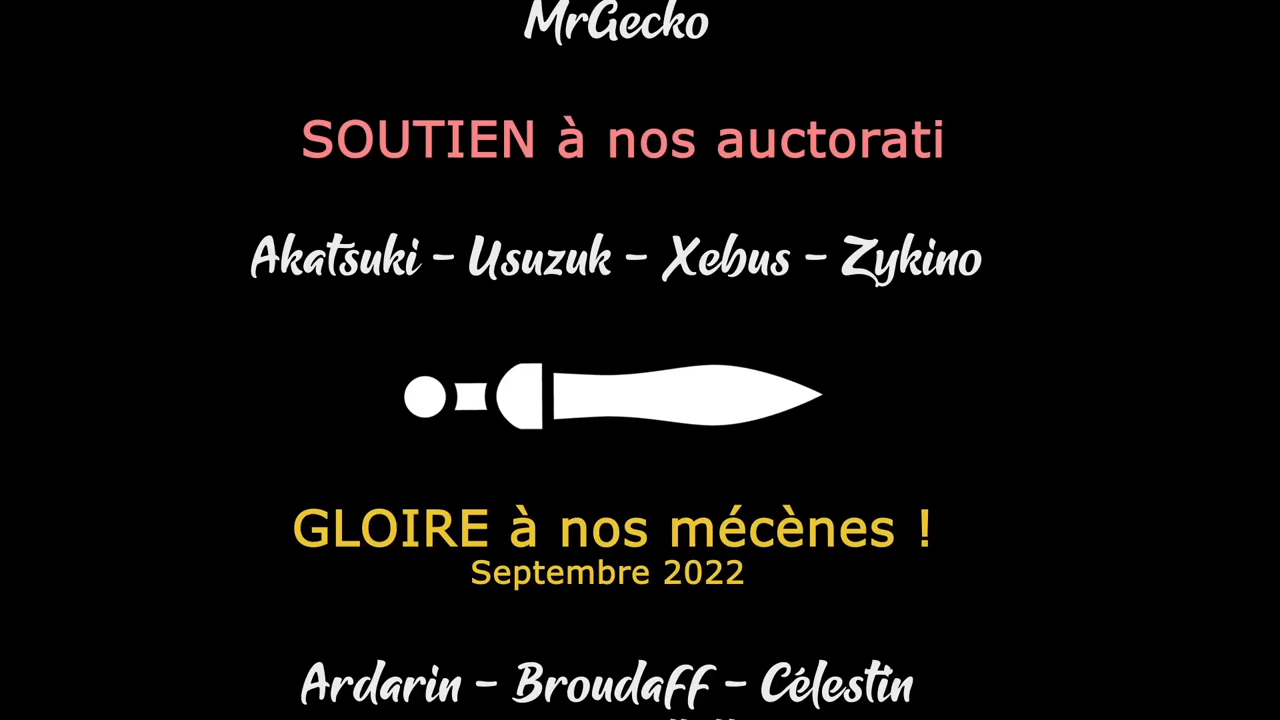 MrGecko
SOUTIEN à nos auctorati
Akatsuki - Usuzuk - Xebus - Zykino
GLOIRE à nos mécènes !
Septembre 2022
Ardarin - Broudaff - Célestin